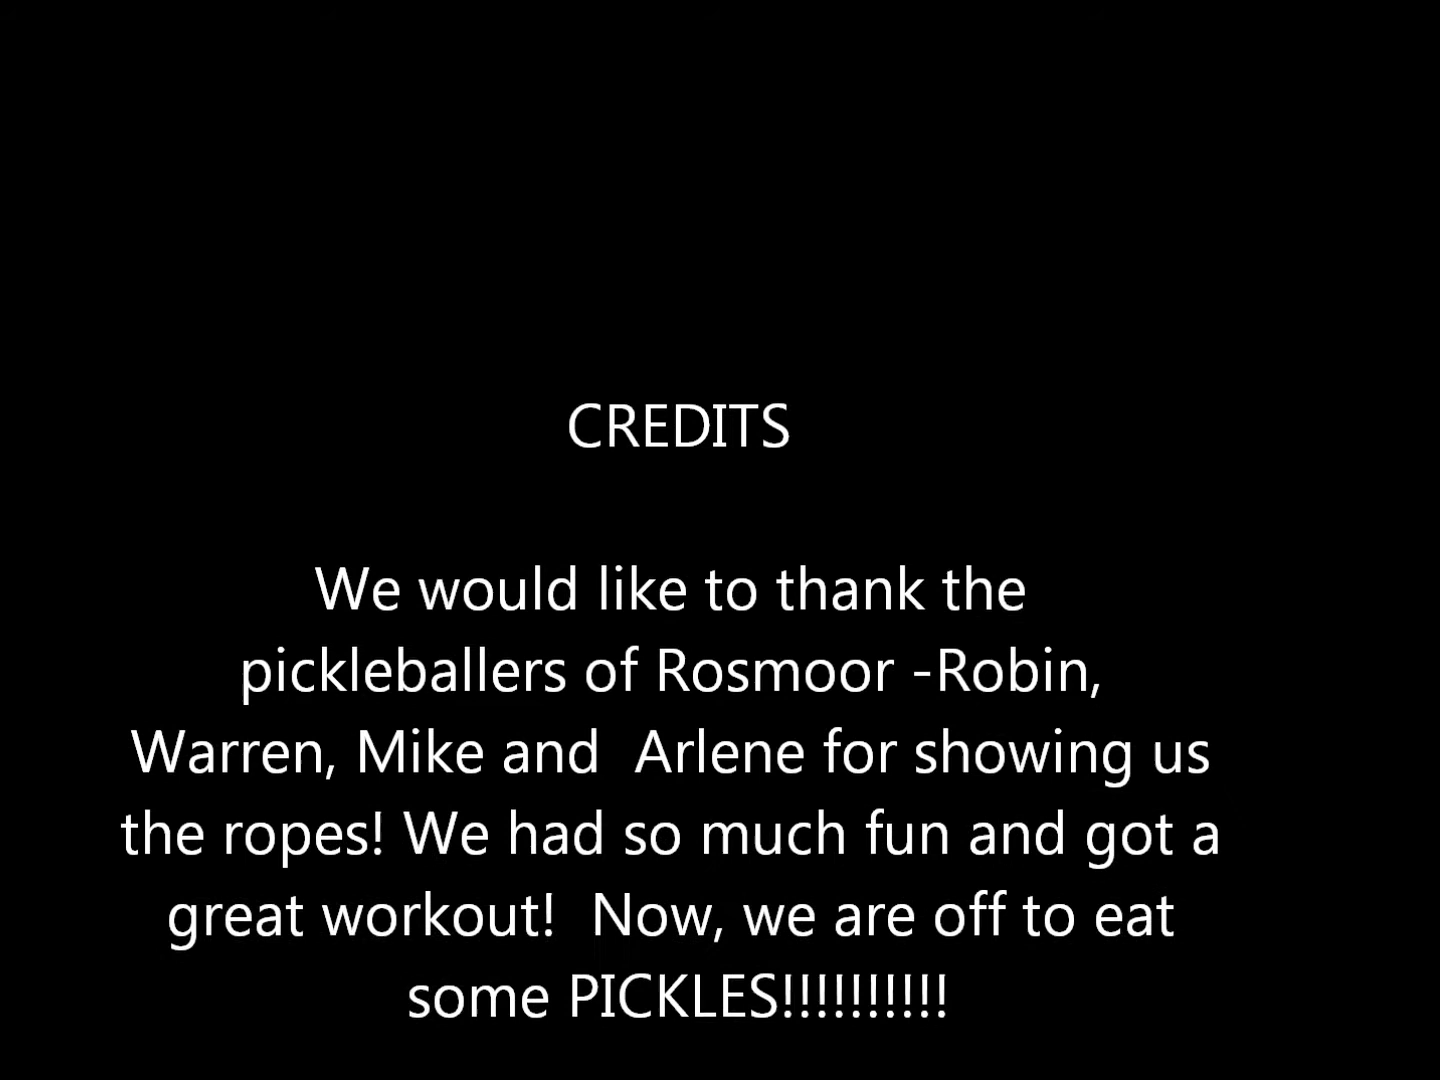 CREDITS
We would like to thank the
pickleballers of Rosmoor -Robin,
Warren, Mike and  Arlene for showing us
the ropes! We had so much fun and got a
great workout!  Now, we are off to eat
some PICKLES!!!!!!!!!!